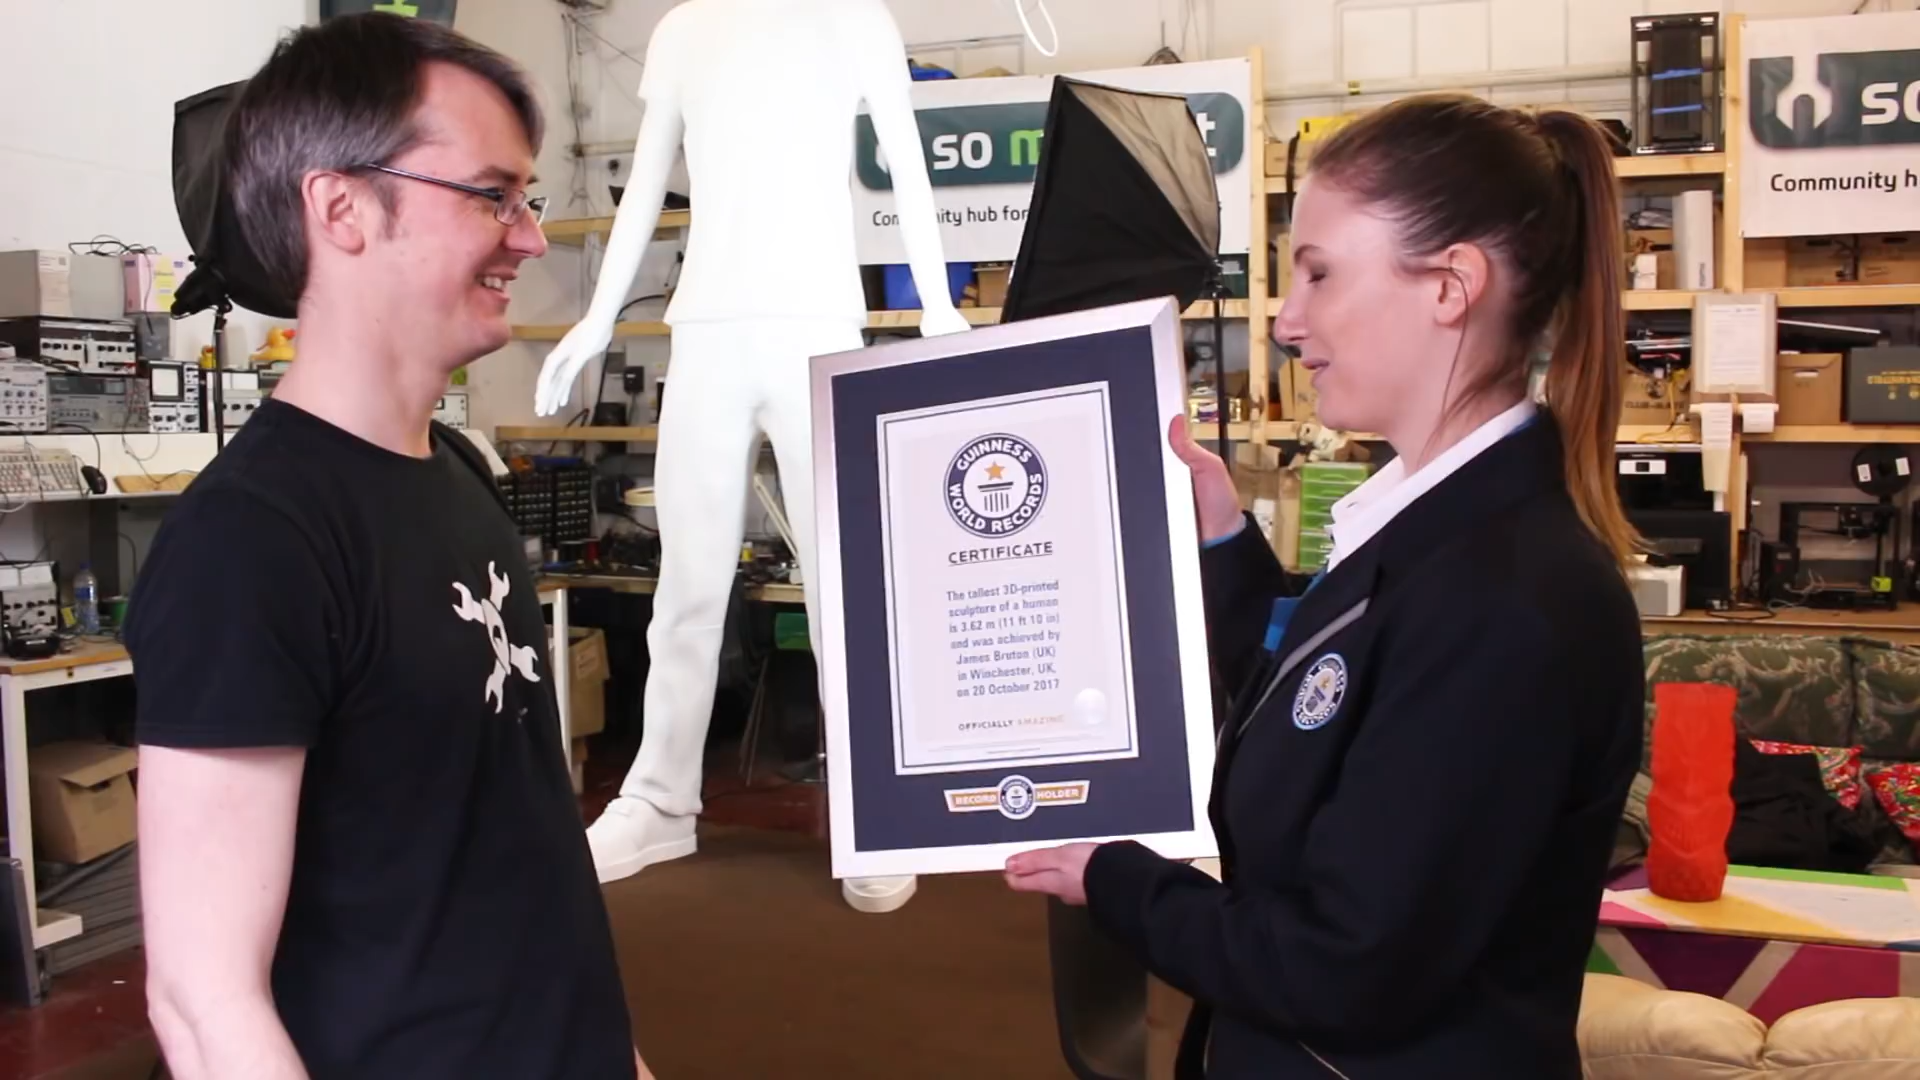 so m t
Community hub for
so
Community h
GUINNESS
WORLD RECORDS
CERTIFICATE
The tallest 3D-printed
sculpture of a human
is 3.62 m (11 ft 10 in)
and was achieved by
James Bruton (UK)
in Winchester, UK,
on 20 October 2017
OFFICIALLY AMAZING
RECORD HOLDER